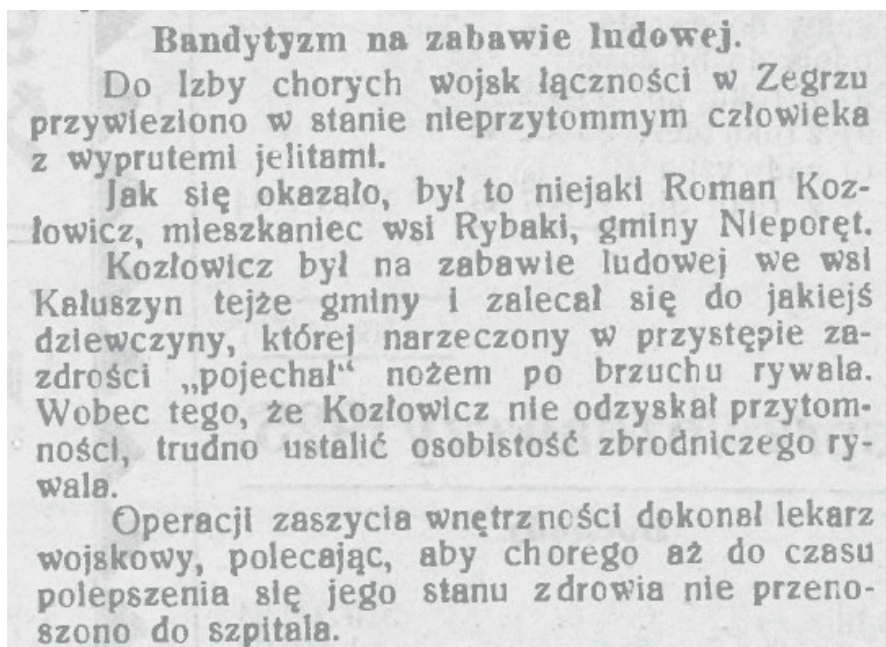 Bandytyzm na zabawie ludowej.
Do Izby chorych wojsk łączności w Zegrzu
przywieziono w stanie nieprzytommym człowieka
z wyprutemi jelitami.
Jak się okazało, był to niejaki Roman Koz-
łowicz, mieszkaniec wsi Rybaki, gminy Nieporęt.
Kozłowicz był na zabawie ludowej we wsi
Kałuszyn tejże gminy i zalecał się do jakiejś
dziewczyny, której narzeczony w przystępie za-
zdrości „pojechał“ nożem po brzuchu rywala.
Wobec tego, że Kozłowicz nie odzyskał przytom-
ności, trudno ustalić osobistość zbrodniczego ry-
wala.
Operacji zaszycia wnętrzności dokonał lekarz
wojskowy, polecając, aby chorego aż do czasu
polepszenia się jego stanu zdrowia nie przeno-
szono do szpitala.